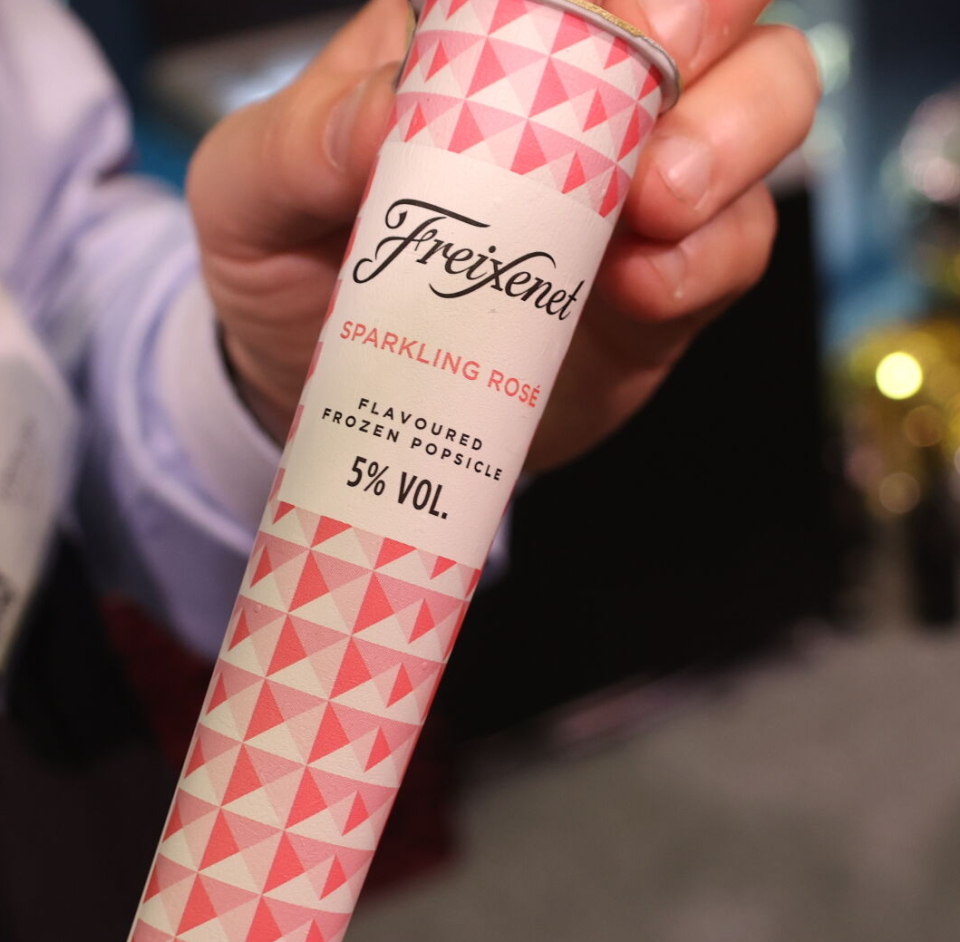 Freixenet
SPARKLING ROSÉ
FLAVOURED
FROZEN POPSICLE
5% VOL.